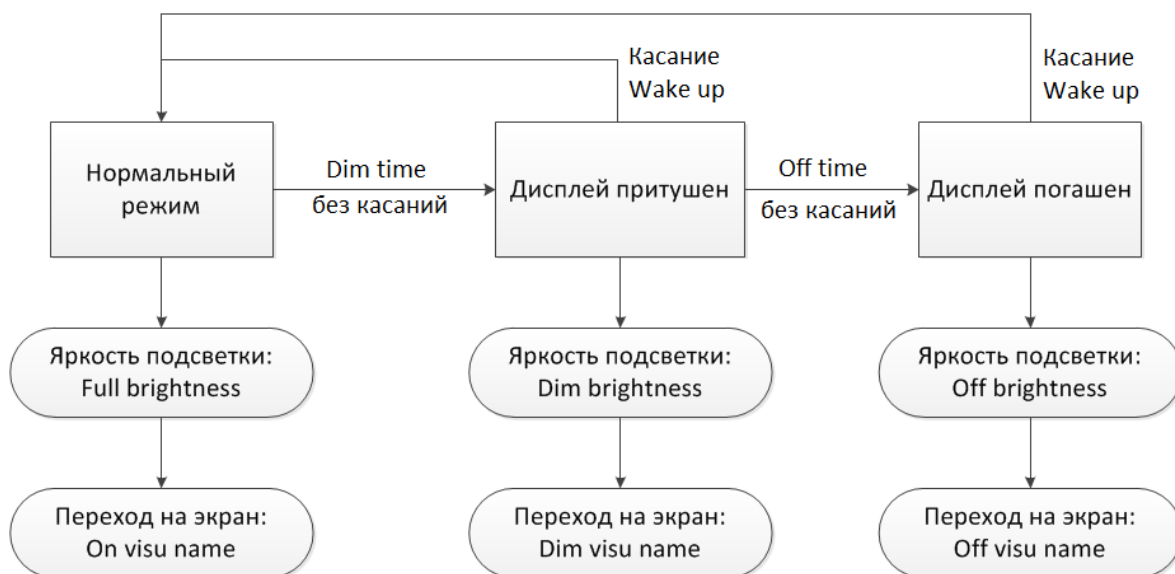 Касание
Wake up
Касание
Wake up
Нормальный
режим
Dim time
без касаний
Дисплей притушен
Off time
без касаний
Дисплей погашен
Яркость подсветки:
Full brightness
Яркость подсветки:
Dim brightness
Яркость подсветки:
Off brightness
Переход на экран:
On visu name
Переход на экран:
Dim visu name
Переход на экран:
Off visu name